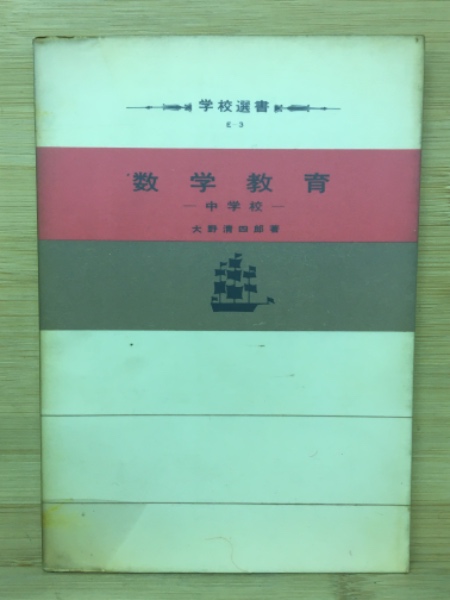 学校選書
E-3
数学教育
—中学校—
大野清四郎著